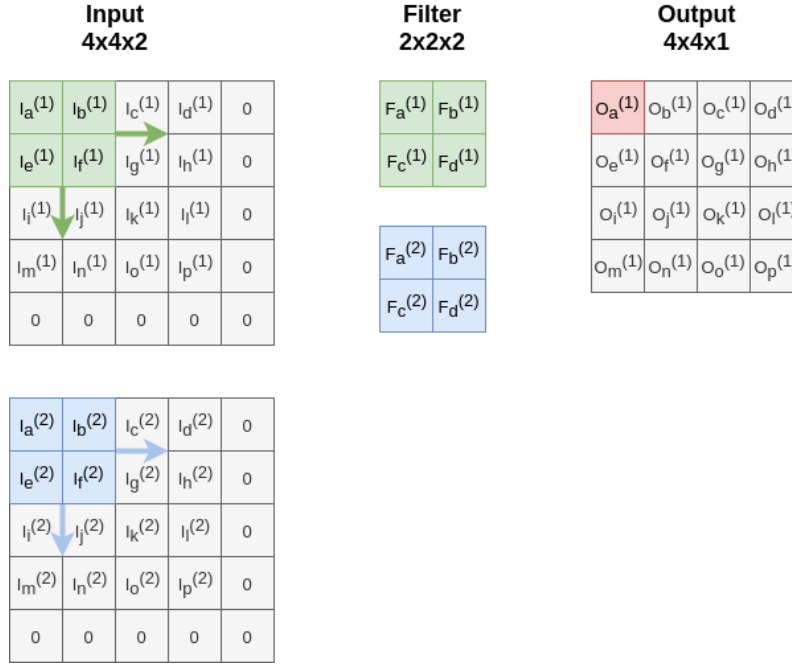 Input
4x4x2
Filter
2x2x2
Output
4x4x1
Ia(1) Ib(1) Ic(1) Id(1) 0
Ie(1) If(1) Ig(1) Ih(1) 0
Ii(1) Ij(1) Ik(1) Il(1) 0
Im(1) In(1) Io(1) Ip(1) 0
0 0 0 0 0
Fa(1) Fb(1)
Fc(1) Fd(1)
Fa(2) Fb(2)
Fc(2) Fd(2)
Oa(1) Ob(1) Oc(1) Od(1
Oe(1) Of(1) Og(1) Oh(1
Oi(1) Oj(1) Ok(1) Ol(1
Om(1) On(1) Oo(1) Op(1
Ia(2) Ib(2) Ic(2) Id(2) 0
Ie(2) If(2) Ig(2) Ih(2) 0
Ii(2) Ij(2) Ik(2) Il(2) 0
Im(2) In(2) Io(2) Ip(2) 0
0 0 0 0 0